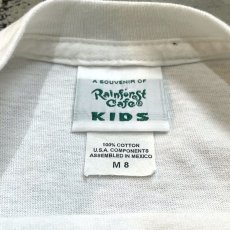 A SOUVENIR OF
Rainforest
Cafe®
KIDS
100% COTTON
U.S.A. COMPONENTS
ASSEMBLED IN MEXICO
M 8